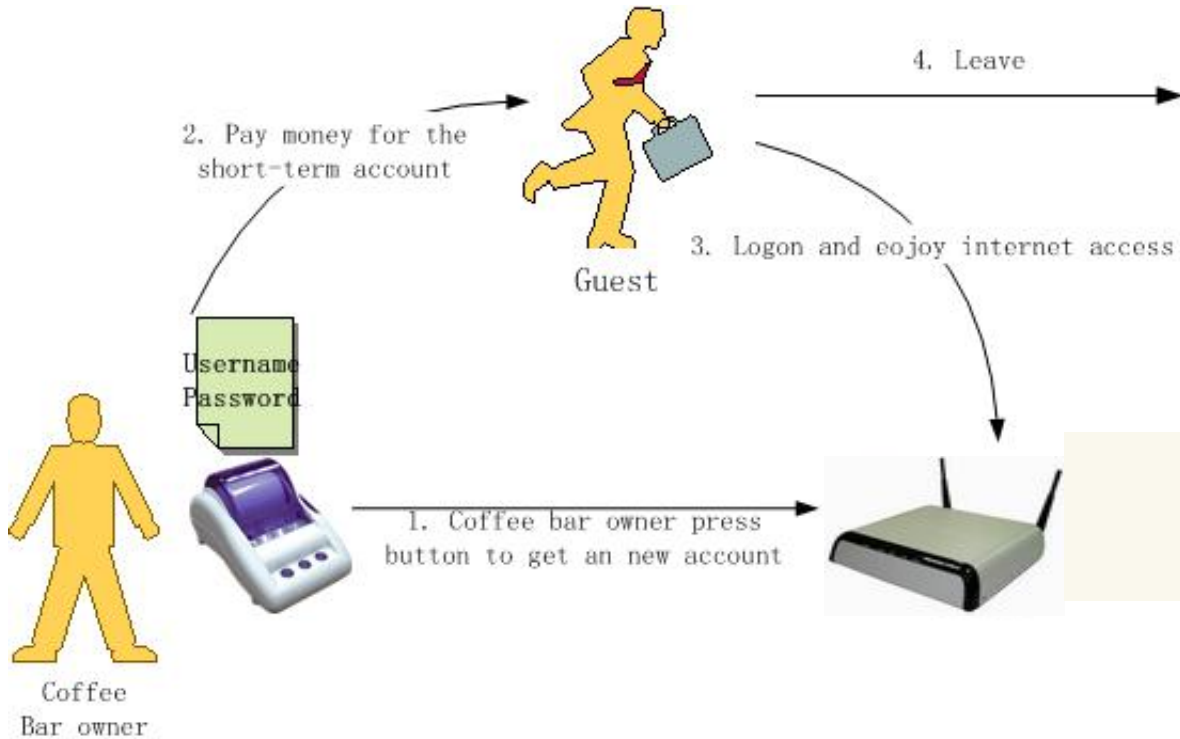 4. Leave
2. Pay money for the
short-term account
3. Logon and eojoy internet access
Guest
Username
Password
1. Coffee bar owner press
button to get an new account
Coffee
Bar owner